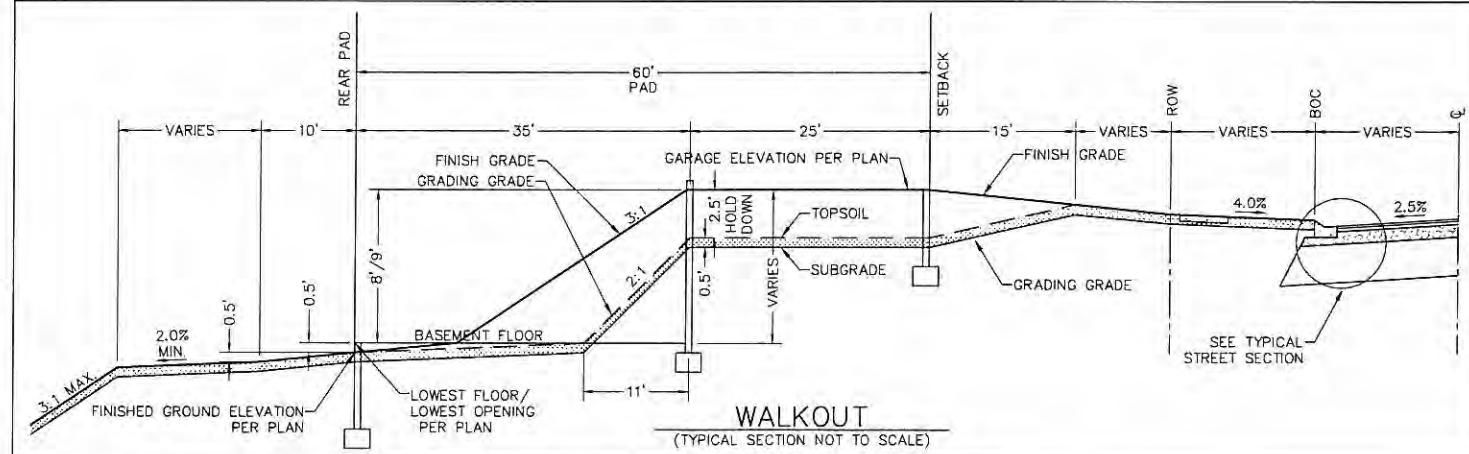 REAR PAD
60'
PAD
SETBACK
ROW
BOC
℄
VARIES
10'
35'
25'
15'
VARIES
VARIES
VARIES
FINISH GRADE
GRADING GRADE
GARAGE ELEVATION PER PLAN
FINISH GRADE
3:1
2.5'
HOLD
DOWN
TOPSOIL
4.0%
2.5%
8'/9'
2:1
0.5'
VARIES
SUBGRADE
GRADING GRADE
0.5'
0.5'
BASEMENT FLOOR
2.0%
MIN
SEE TYPICAL
STREET SECTION
3:1 MAX.
11'
FINISHED GROUND ELEVATION
PER PLAN
LOWEST FLOOR/
LOWEST OPENING
PER PLAN
WALKOUT
(TYPICAL SECTION NOT TO SCALE)